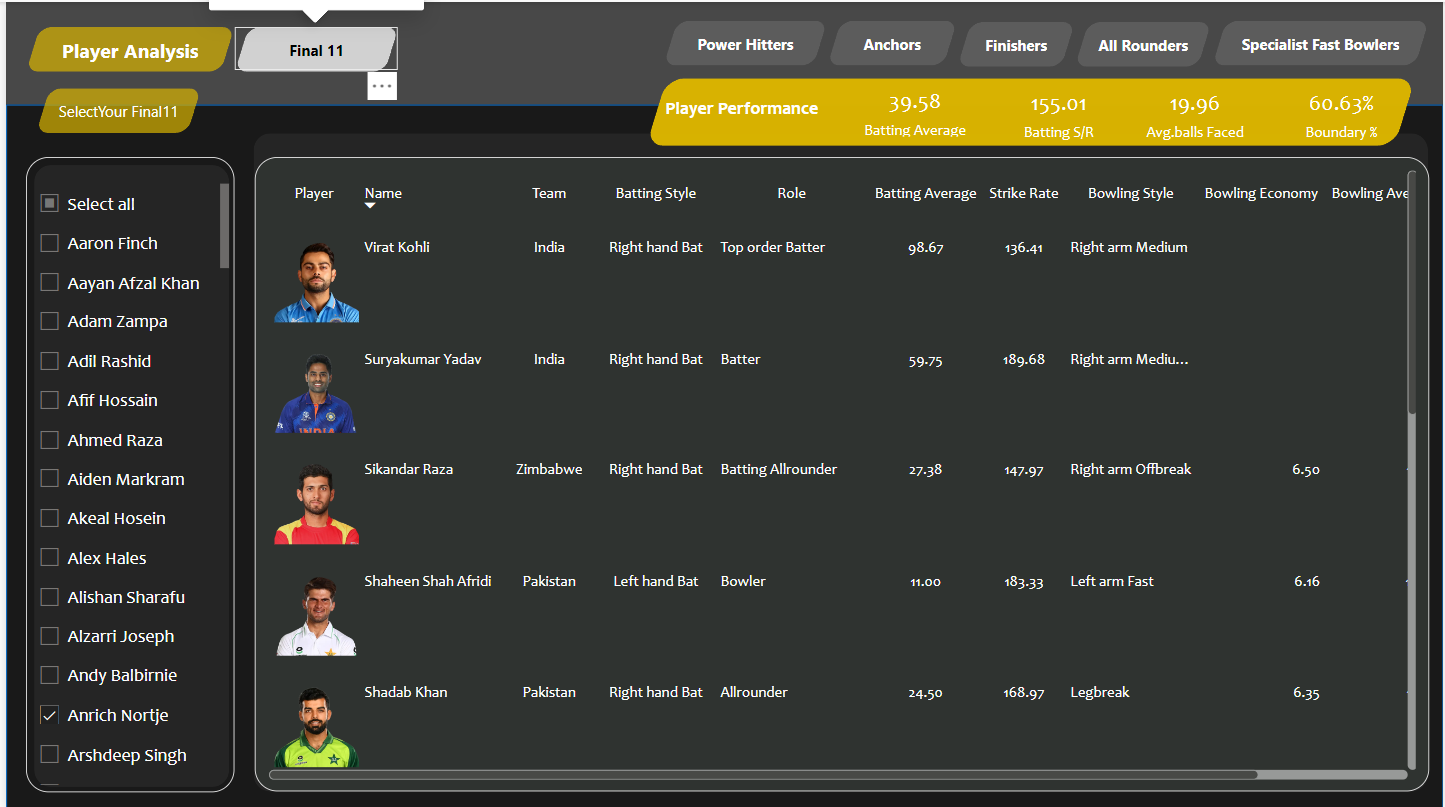 Player Analysis
Final 11
Power Hitters
Anchors
Finishers
All Rounders
Specialist Fast Bowlers
...
SelectYour Final11
Player Performance
39.58
155.01
19.96
60.63%
Batting Average
Batting S/R
Avg.balls Faced
Boundary %
Select all
Aaron Finch
Aayan Afzal Khan
Adam Zampa
Adil Rashid
Afif Hossain
Ahmed Raza
Aiden Markram
Akeal Hosein
Alex Hales
Alishan Sharafu
Alzarri Joseph
Andy Balbirnie
Anrich Nortje
Arshdeep Singh
Player Name Team Batting Style Role Batting Average Strike Rate Bowling Style Bowling Economy Bowling Ave
Virat Kohli India Right hand Bat Top order Batter 98.67 136.41 Right arm Medium
Suryakumar Yadav India Right hand Bat Batter 59.75 189.68 Right arm Mediu...
Sikandar Raza Zimbabwe Right hand Bat Batting Allrounder 27.38 147.97 Right arm Offbreak 6.50
Shaheen Shah Afridi Pakistan Left hand Bat Bowler 11.00 183.33 Left arm Fast 6.16
Shadab Khan Pakistan Right hand Bat Allrounder 24.50 168.97 Legbreak 6.35